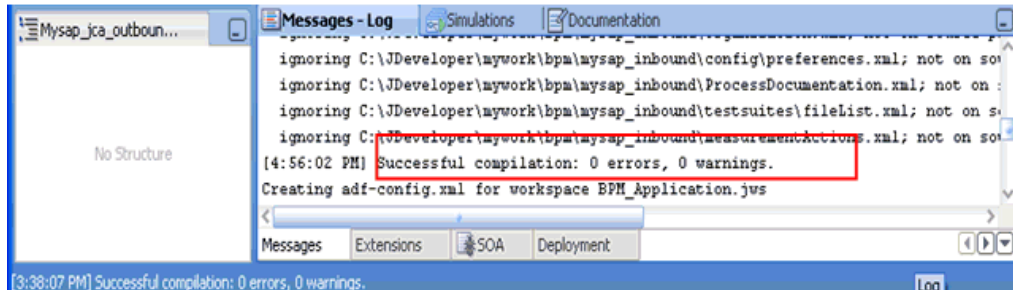 Mysap_jca_outboun...
Messages - Log
Simulations
Documentation
ignoring C:\JDeveloper\mywork\bpm\mysap_inbound\config\preferences.xml; not on sou
ignoring C:\JDeveloper\mywork\bpm\mysap_inbound\ProcessDocumentation.xml; not on
ignoring C:\JDeveloper\mywork\bpm\mysap_inbound\testsuites\fileList.xml; not on s
ignoring C:\JDeveloper\mywork\bpm\mysap_inbound\measurementActions.xml; not on sou
No Structure
[4:56:02 PM] Successful compilation: 0 errors, 0 warnings.
Creating adf-config.xml for workspace BPM_Application.jws
Messages
Extensions
SOA
Deployment
[3:38:07 PM] Successful compilation: 0 errors, 0 warnings.
Log